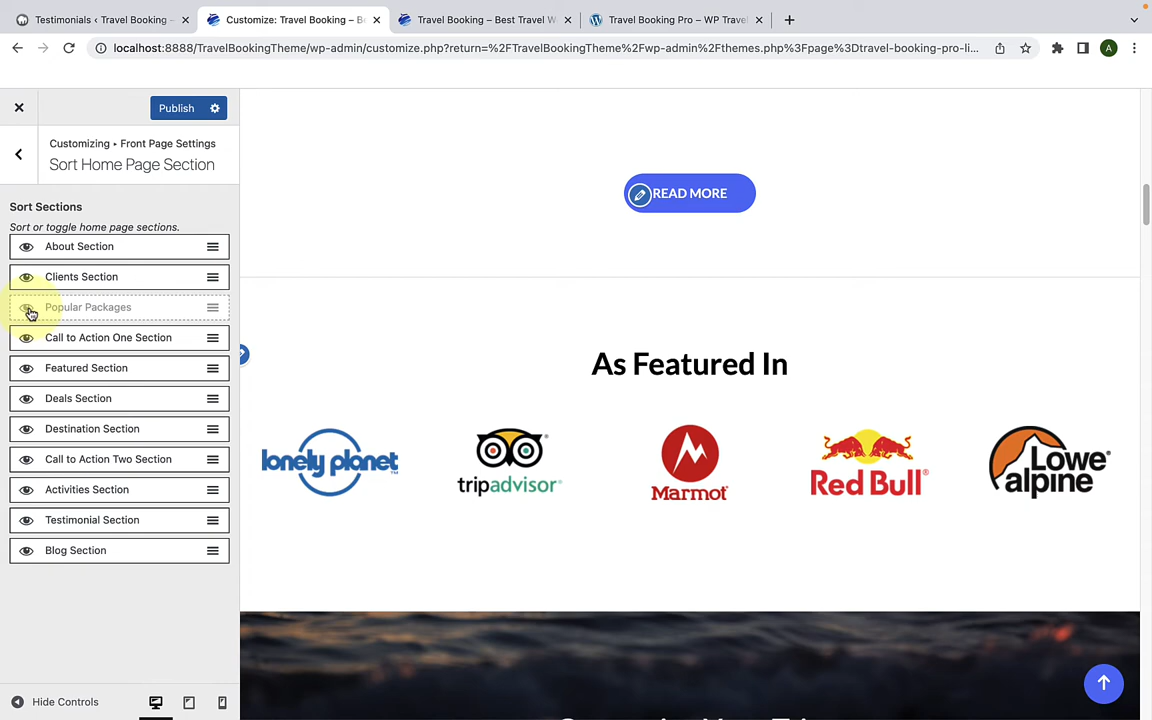 Testimonials ‹ Travel Booking –
Customize: Travel Booking – B
Travel Booking – Best Travel W
Travel Booking Pro – WP Trave
localhost:8888/TravelBookingTheme/wp-admin/customize.php?return=%2FTravelBookingTheme%2Fwp-admin%2Fthemes.php%3Fpage%3Dtravel-booking-pro-li...
A
Publish
Customizing ▸ Front Page Settings
Sort Home Page Section
Sort Sections
Sort or toggle home page sections.
About Section
Clients Section
Popular Packages
Call to Action One Section
Featured Section
Deals Section
Destination Section
Call to Action Two Section
Activities Section
Testimonial Section
Blog Section
Hide Controls
READ MORE
As Featured In
lonely planet
tripadvisor®
MARMOT®
Red Bull®
Lowe alpine®